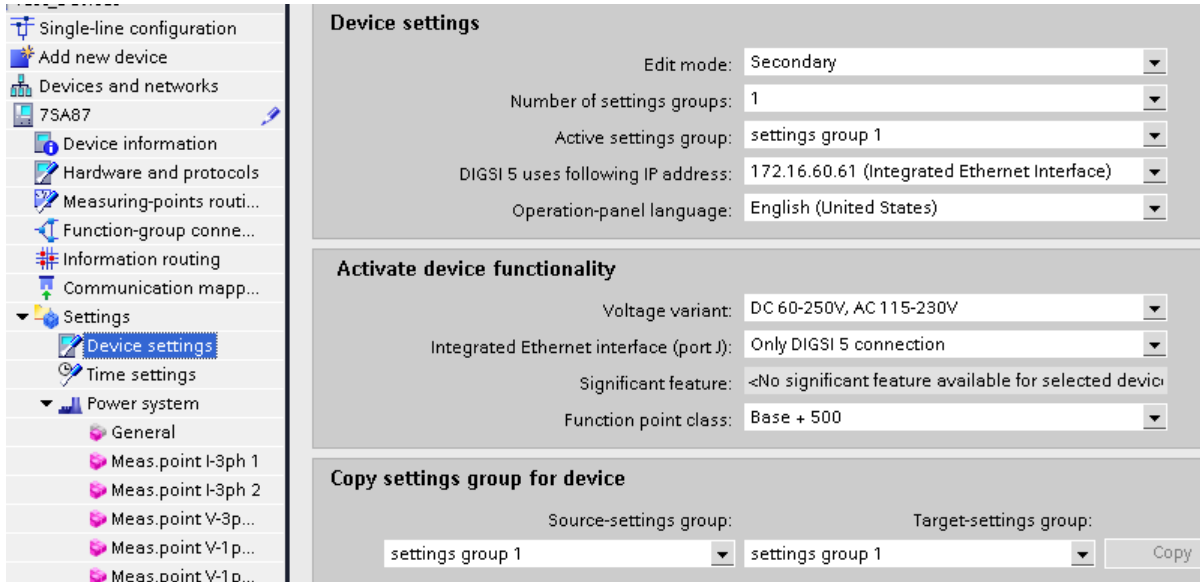 Single-line configuration
Add new device
Devices and networks
7SA87
Device information
Hardware and protocols
Measuring-points routi...
Function-group conne...
Information routing
Communication mapp...
Settings
Device settings
Time settings
Power system
General
Meas.point I-3ph 1
Meas.point I-3ph 2
Meas.point V-3p...
Meas.point V-1p...
Meas.point V-1p...
Device settings
Edit mode: Secondary
Number of settings groups: 1
Active settings group: settings group 1
DIGSI 5 uses following IP address: 172.16.60.61 (Integrated Ethernet Interface)
Operation-panel language: English (United States)
Activate device functionality
Voltage variant: DC 60-250V, AC 115-230V
Integrated Ethernet interface (port J): Only DIGSI 5 connection
Significant feature: <No significant feature available for selected devic
Function point class: Base + 500
Copy settings group for device
Source-settings group: Target-settings group:
settings group 1 settings group 1 Copy